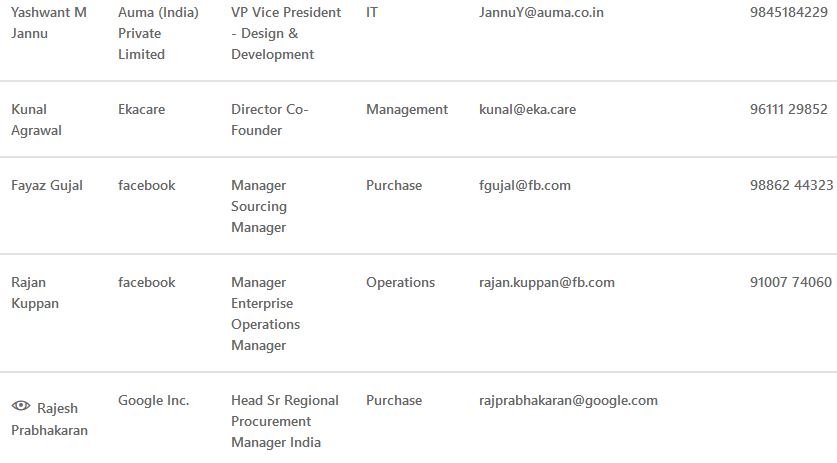 Yashwant M Auma (India) VP Vice President IT JannuY@auma.co.in 9845184229
Jannu Private - Design &
Limited Development
Kunal Ekacare Director Co- Management kunal@eka.care 96111 29852
Agrawal Founder
Fayaz Gujal facebook Manager Purchase fgujal@fb.com 98862 44323
Sourcing
Manager
Rajan facebook Manager Operations rajan.kuppan@fb.com 91007 74060
Kuppan Enterprise
Operations
Manager
Rajesh Google Inc. Head Sr Regional Purchase rajprabhakaran@google.com
Prabhakaran Procurement
Manager India